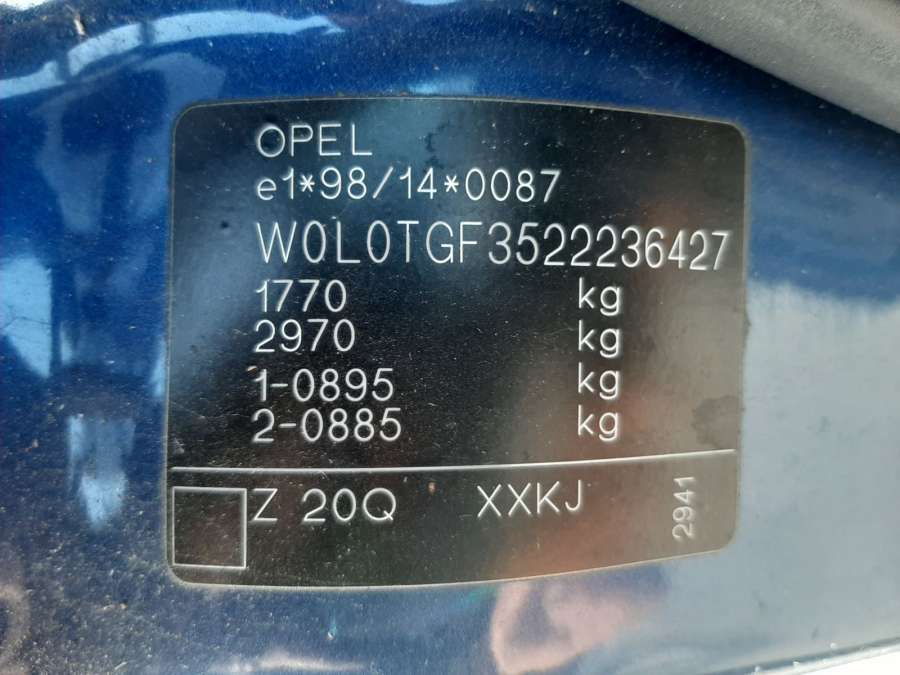 OPEL
e1*98/14*0087
W0L0TGF3522236427
1770 kg
2970 kg
1-0895 kg
2-0885 kg
Z 20Q XXKJ
2941